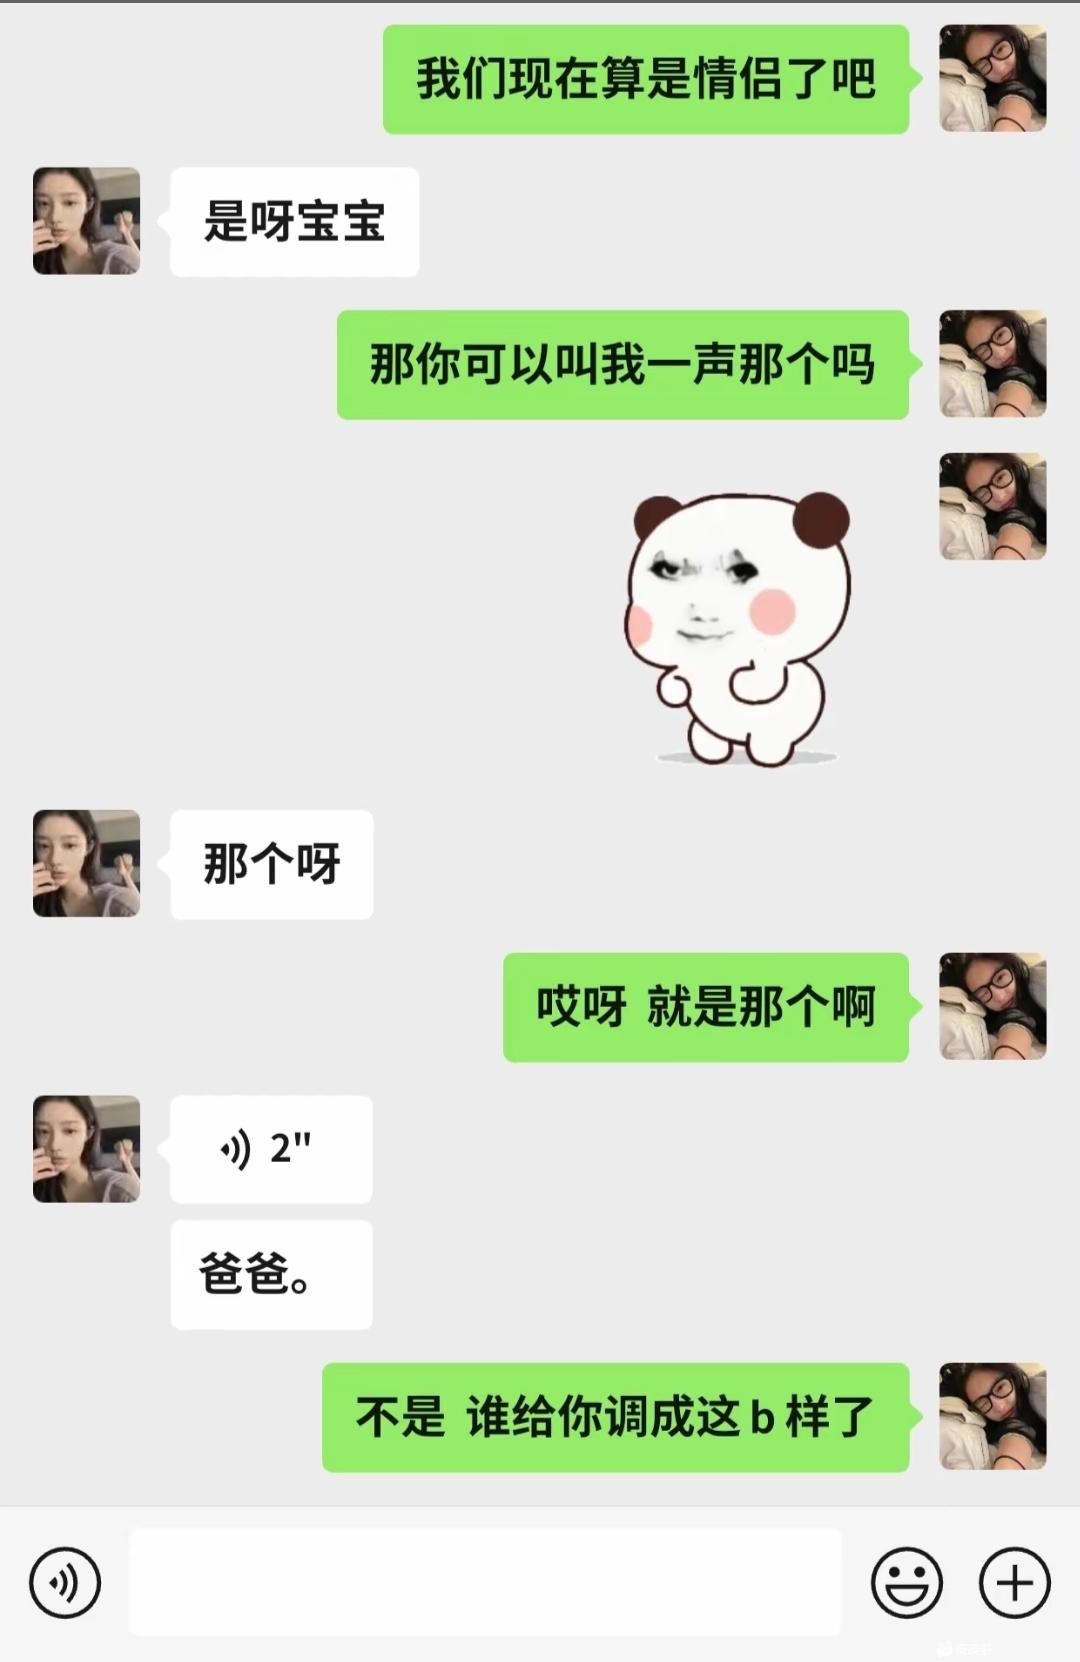 我们现在算是情侣了吧
是呀宝宝
那你可以叫我一声那个吗
那个呀
哎呀 就是那个啊
2"
爸爸。
不是 谁给你调成这b样了